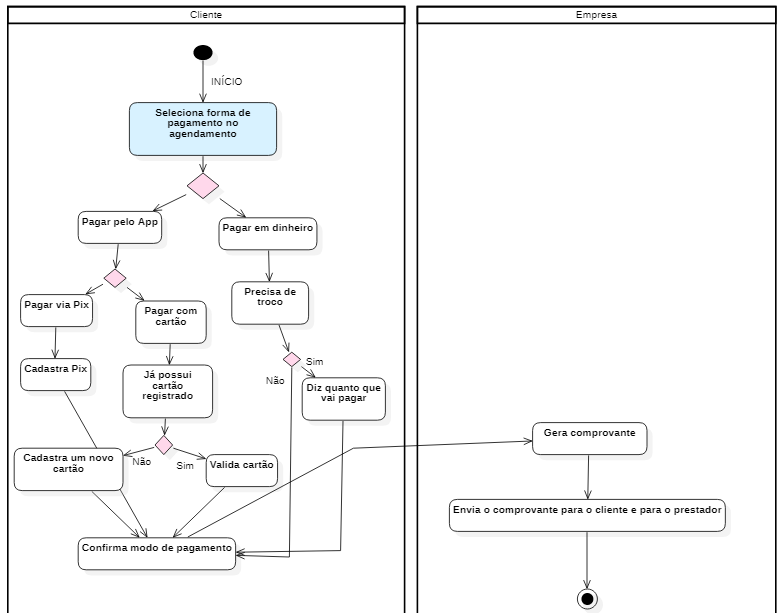 Cliente
Empresa
INÍCIO
Seleciona forma de
pagamento no
agendamento
Pagar pelo App
Pagar em dinheiro
Pagar via Pix
Pagar com
cartão
Precisa de
troco
Cadastra Pix
Já possui
cartão
registrado
Sim
Não
Diz quanto que
vai pagar
Gera comprovante
Cadastra um novo
cartão
Não
Sim
Valida cartão
Envia o comprovante para o cliente e para o prestador
Confirma modo de pagamento